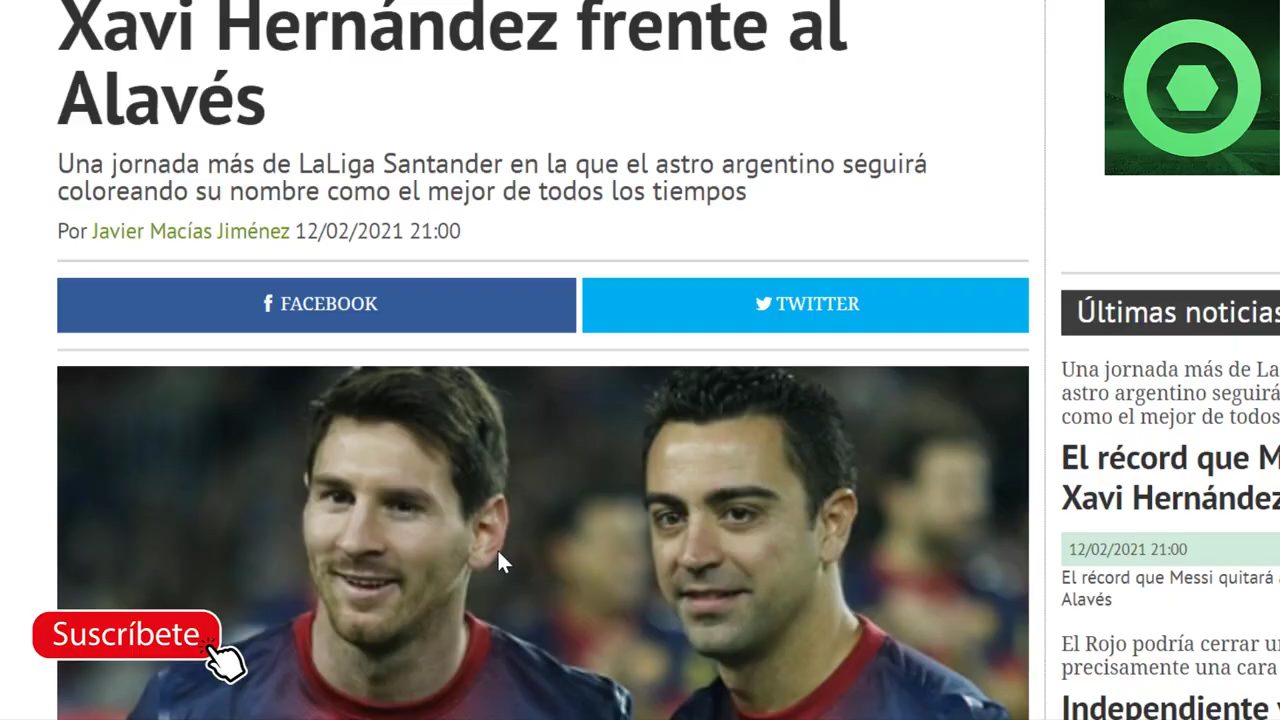 Xavi Hernández frente al
Alavés
Una jornada más de LaLiga Santander en la que el astro argentino seguirá
coloreando su nombre como el mejor de todos los tiempos
Por Javier Macías Jiménez 12/02/2021 21:00
FACEBOOK
TWITTER
Suscríbete
Últimas noticias
Una jornada más de La
astro argentino seguirá
como el mejor de todos
El récord que M
Xavi Hernández
12/02/2021 21:00
El récord que Messi quitará a
Alavés
El Rojo podría cerrar un
precisamente una cara
Independiente